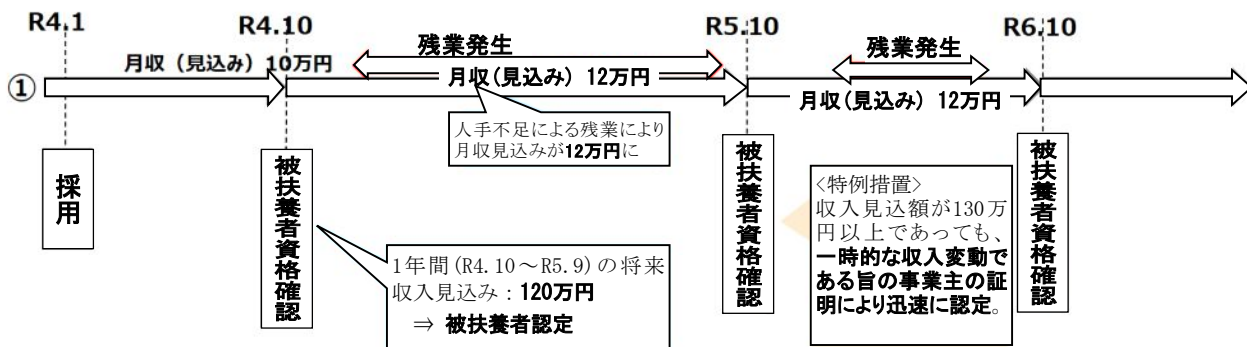 R4.1
R4.10
R5.10
R6.10
残業発生
残業発生
月収（見込み）10万円
月収(見込み) 12万円
月収(見込み) 12万円
①
人手不足による残業により
月収見込みが12万円に
採用
被扶養者資格確認
被扶養者資格確認
被扶養者資格確認
1年間(R4.10～R5.9)の将来
収入見込み：120万円
⇒ 被扶養者認定
<特例措置>
収入見込額が130万
円以上であっても、
一時的な収入変動で
ある旨の事業主の証
明により迅速に認定。